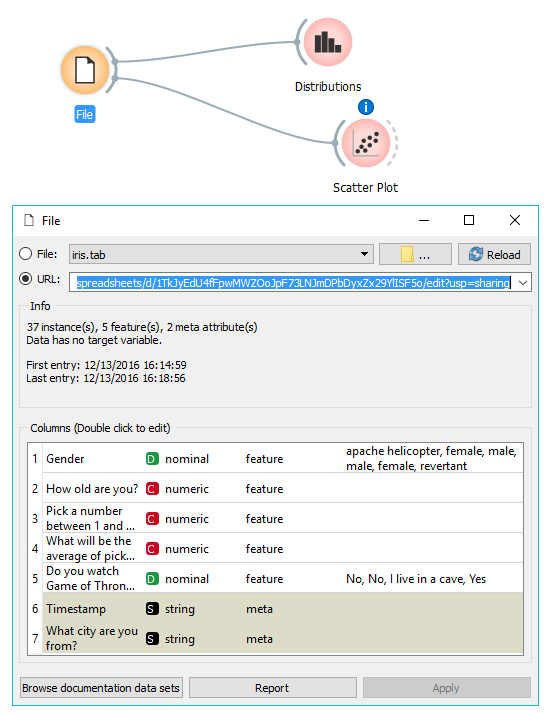 Distributions
File
i
Scatter Plot
File
File:
iris.tab
...
Reload
URL:
spreadsheets/d/1TkJyEdU4fFpwMWZOoJpF73LNJmDPbDyxZx29YlISF5o/edit?usp=sharing
Info
37 instance(s), 5 feature(s), 2 meta attribute(s)
Data has no target variable.
First entry: 12/13/2016 16:14:59
Last entry: 12/13/2016 16:18:56
Columns (Double click to edit)
1 Gender D nominal feature apache helicopter, female, male,
male, female, revertant
2 How old are you? C numeric feature
3 Pick a number
between 1 and ... C numeric feature
4 What will be the
average of pick... C numeric feature
5 Do you watch
Game of Thron... D nominal feature No, No, I live in a cave, Yes
6 Timestamp S string meta
7 What city are you
from? S string meta
Browse documentation data sets
Report
Apply